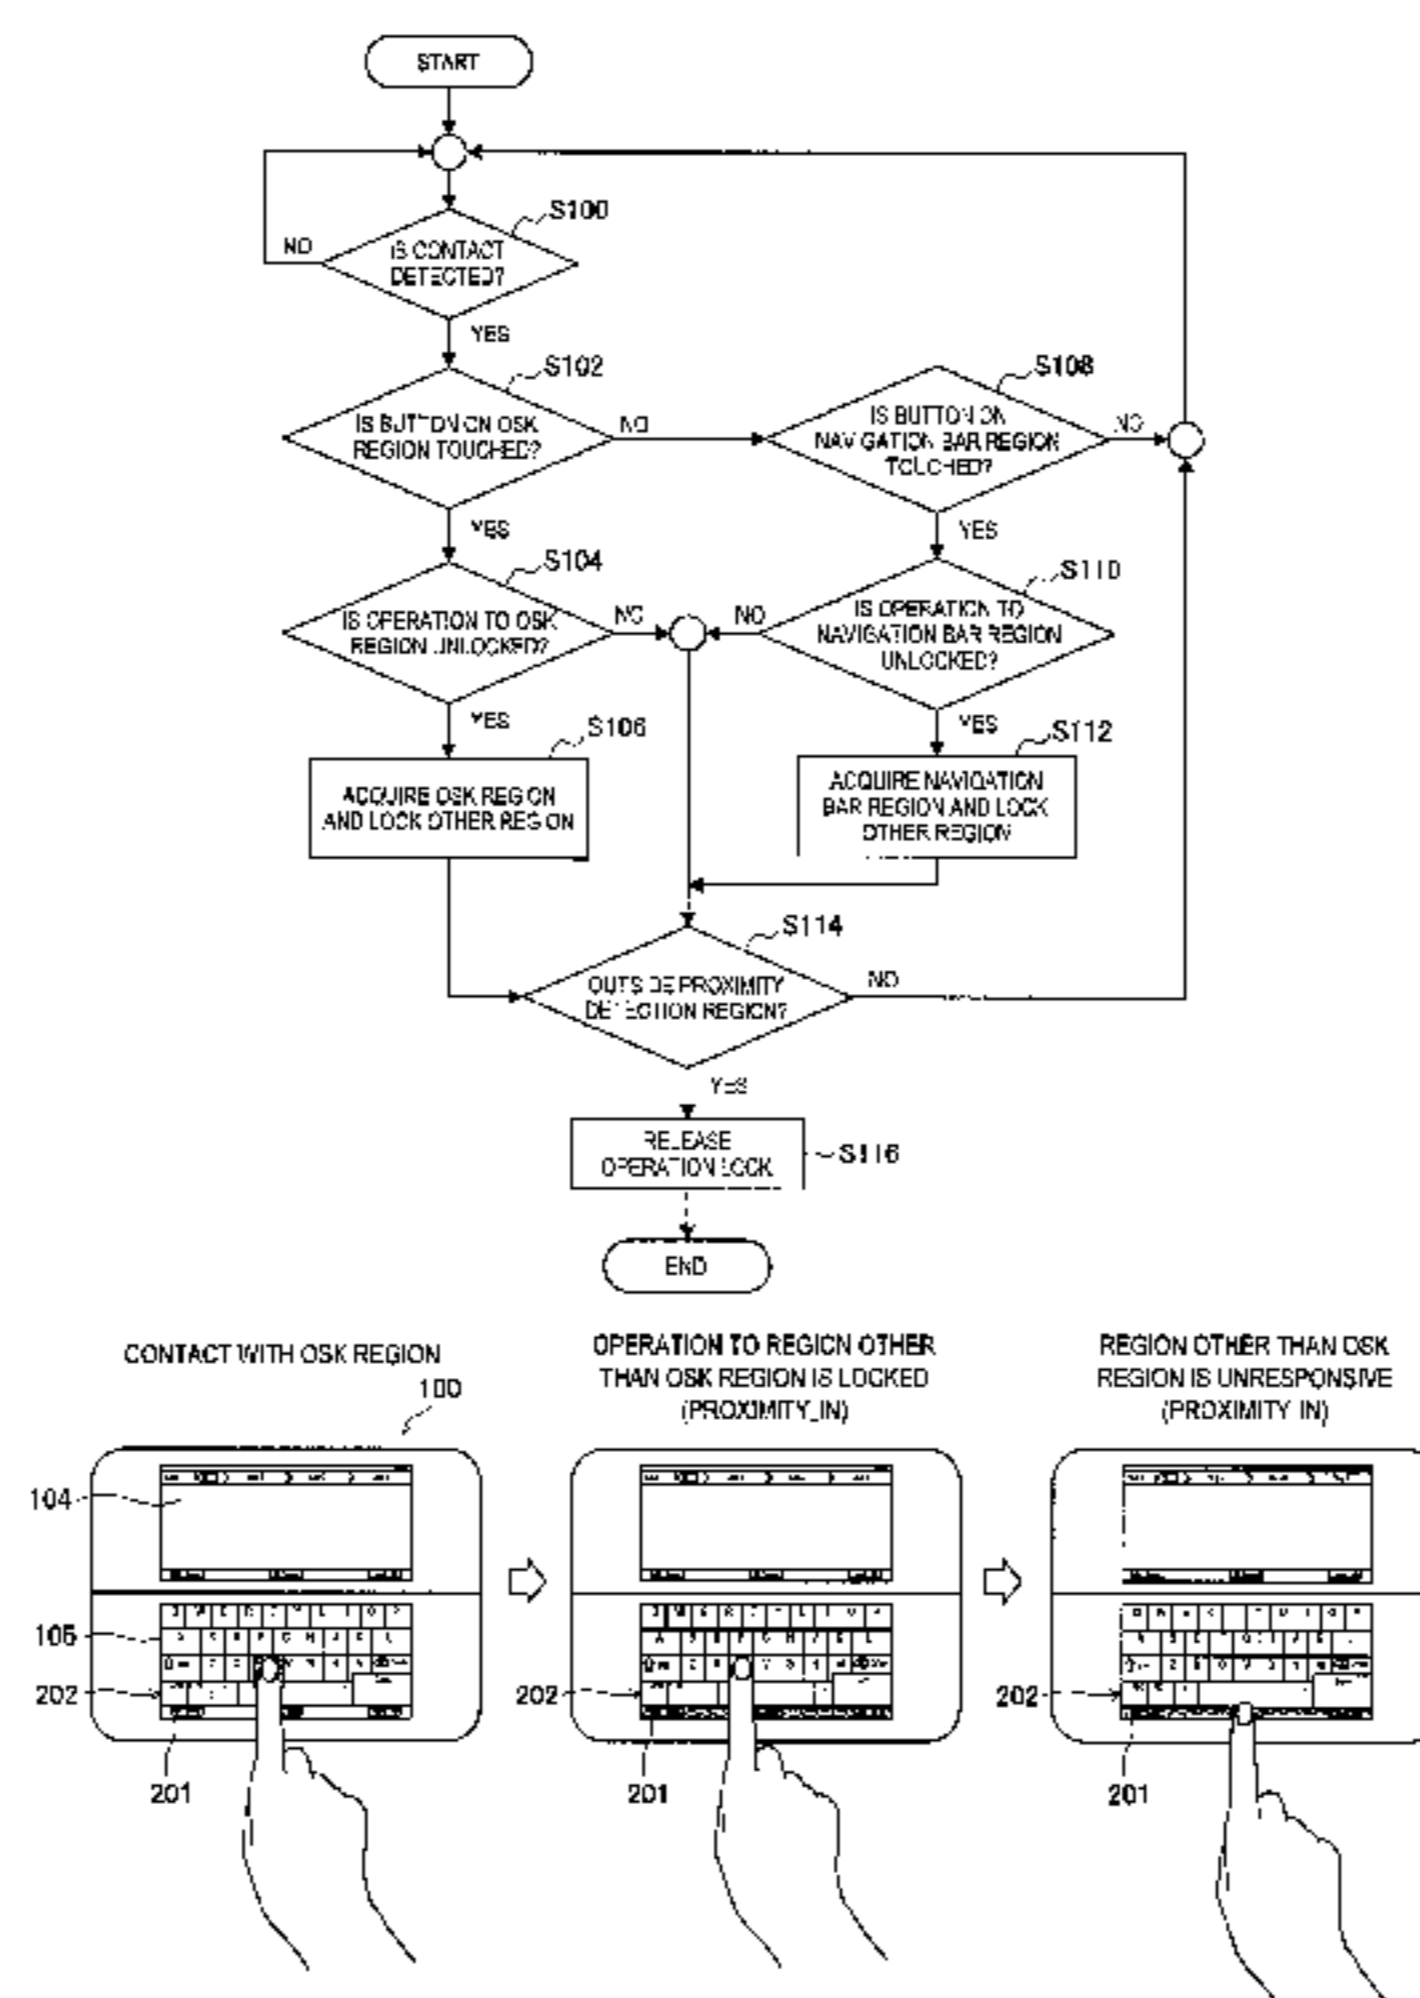 START
S100
NO
IS CONTACT
DETECTED?
YES
S102
IS BUTTON ON OSK
REGION TOUCHED?
NO
S108
IS BUTTON ON
NAVIGATION BAR REGION
TOUCHED?
NO
YES
YES
S104
IS OPERATION TO OSK
REGION UNLOCKED?
NO
NO
S110
IS OPERATION TO
NAVIGATION BAR REGION
UNLOCKED?
YES
YES
S106
ACQUIRE OSK REGION
AND LOCK OTHER REGION
S112
ACQUIRE NAVIGATION
BAR REGION AND LOCK
OTHER REGION
S114
OUTSIDE PROXIMITY
DETECTION REGION?
NO
YES
RELEASE
OPERATION LOCK
S116
END
CONTACT WITH OSK REGION
OPERATION TO REGION OTHER
THAN OSK REGION IS LOCKED
(PROXIMITY_IN)
REGION OTHER THAN OSK
REGION IS UNRESPONSIVE
(PROXIMITY_IN)
100
104
106
202
201
202
201
202
201